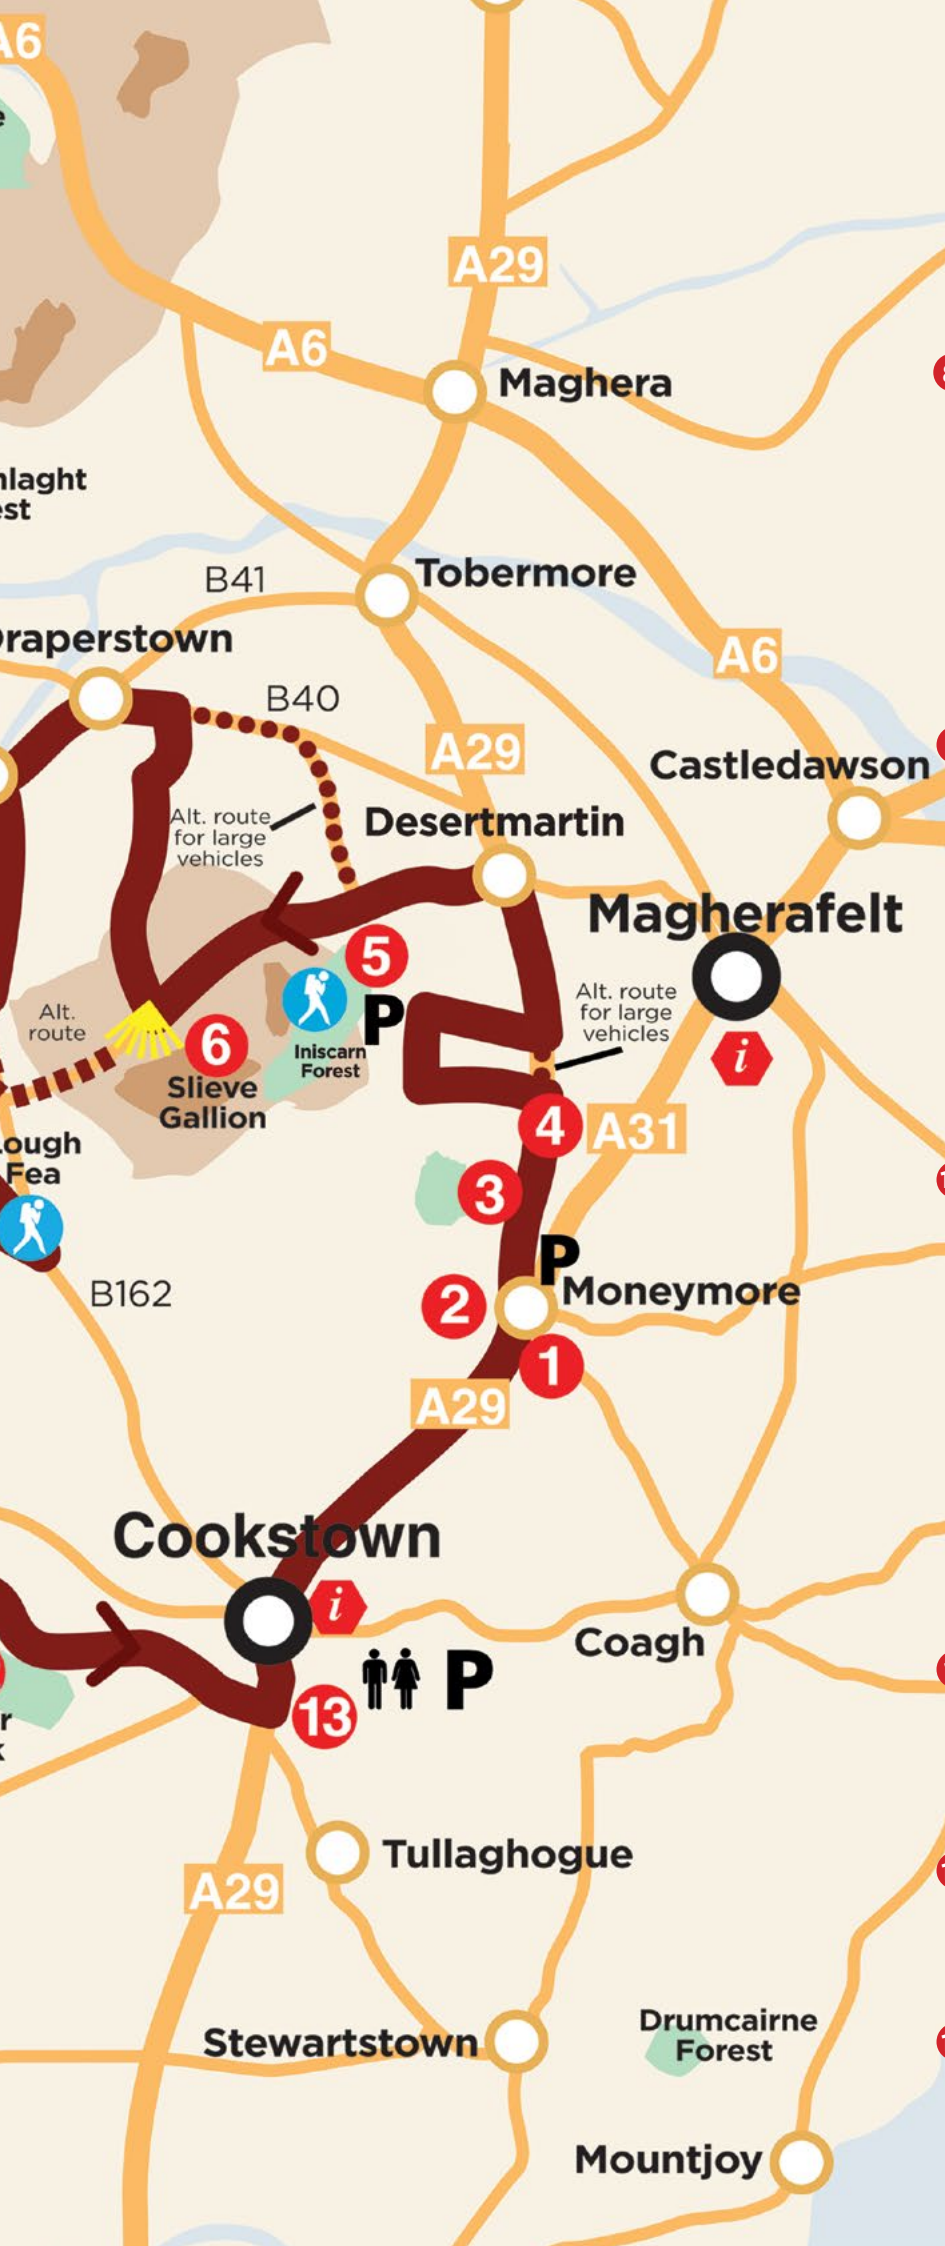 A6
A29
A6
Maghera
Tobermore
B41
B40
A6
A29
Castledawson
Alt. route
for large
vehicles
Desertmartin
Magherafelt
5
P
Alt. route
for large
vehicles
Alt.
route
6
Iniscarn
Forest
i
Slieve
Gallion
4
A31
Fea
3
P
B162
2
Moneymore
1
A29
Cookstown
i
Coagh
P
13
Tullaghogue
A29
Stewartstown
Drumcairne
Forest
Mountjoy